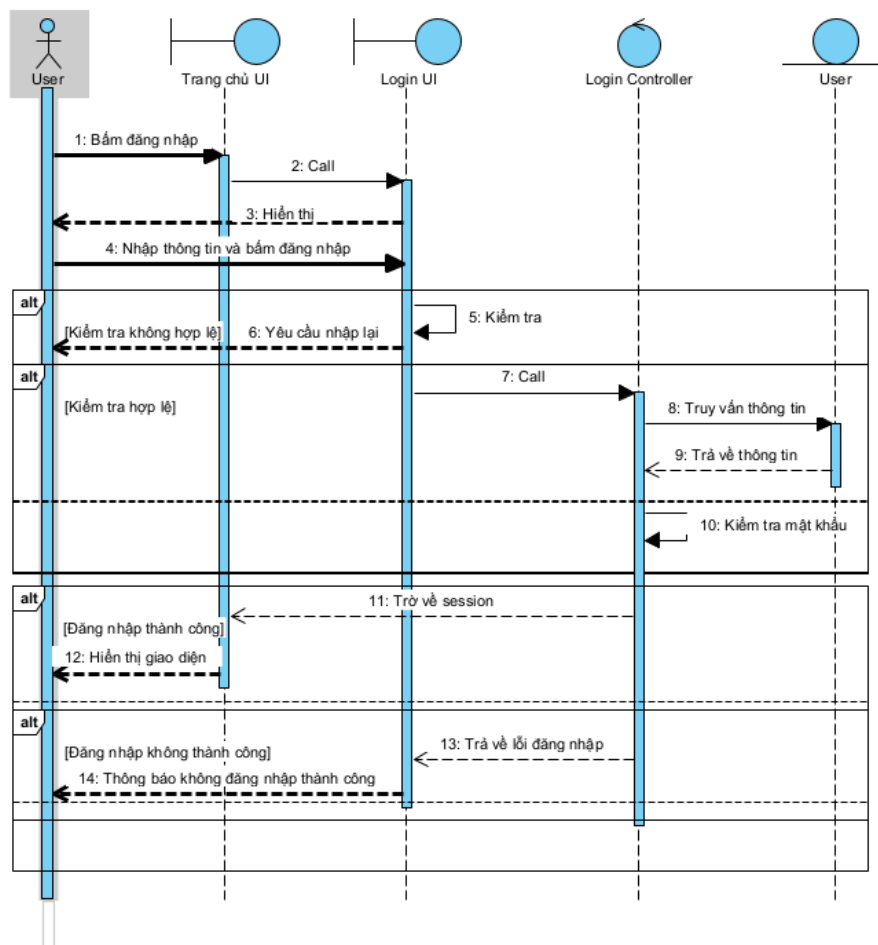 User
Trang chủ UI
Login UI
Login Controller
User
1: Bấm đăng nhập
2: Call
3: Hiển thị
4: Nhập thông tin và bấm đăng nhập
alt
5: Kiểm tra
[Kiểm tra không hợp lệ]
6: Yêu cầu nhập lại
alt
7: Call
[Kiểm tra hợp lệ]
8: Truy vấn thông tin
9: Trả về thông tin
10: Kiểm tra mật khẩu
alt
11: Trờ về session
[Đăng nhập thành công]
12: Hiển thị giao diện
alt
13: Trả về lỗi đăng nhập
[Đăng nhập không thành công]
14: Thông báo không đăng nhập thành công